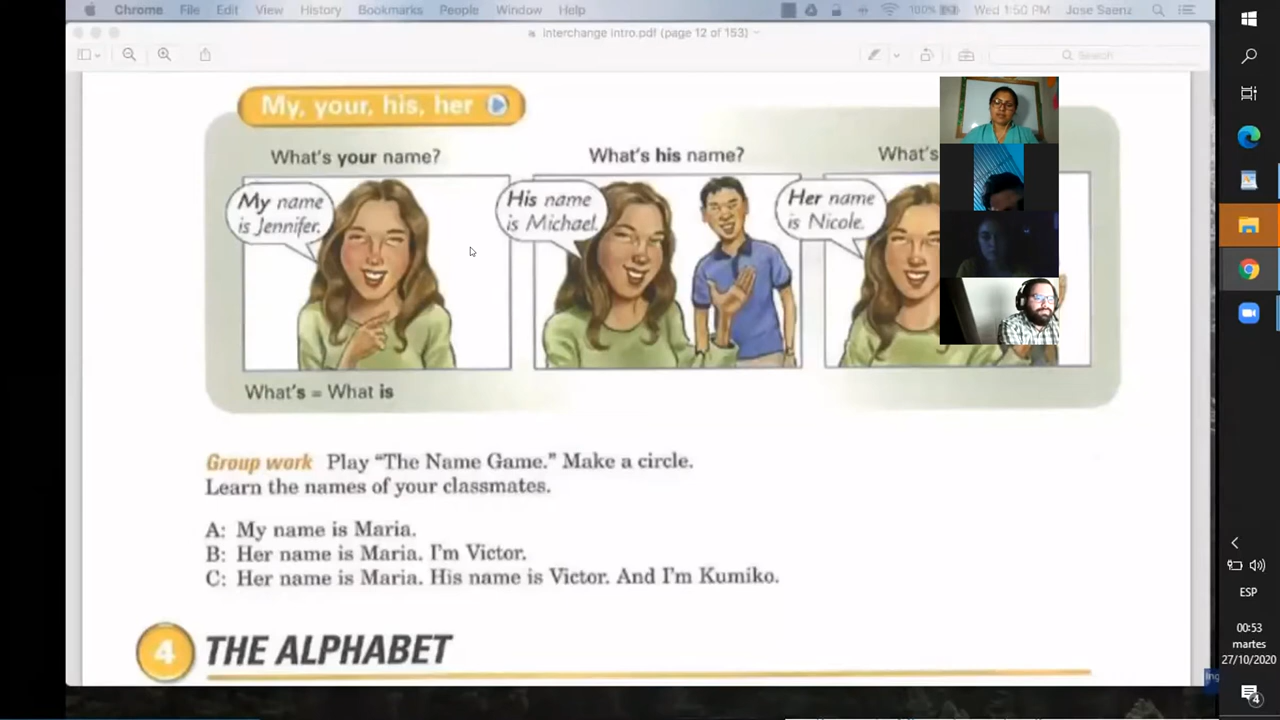 Chrome File Edit View History Bookmarks People Window Help 100% Wed 1:50 PM Jose Saenz
interchange intro.pdf (page 12 of 153)
Search
My, your, his, her
What's your name? What's his name? What's
My name is Jennifer.
His name is Michael.
Her name is Nicole.
What's = What is
Group work Play “The Name Game.” Make a circle.
Learn the names of your classmates.
A: My name is Maria.
B: Her name is Maria. I'm Victor.
C: Her name is Maria. His name is Victor. And I'm Kumiko.
4 THE ALPHABET
ESP
00:53
martes
27/10/2020
4